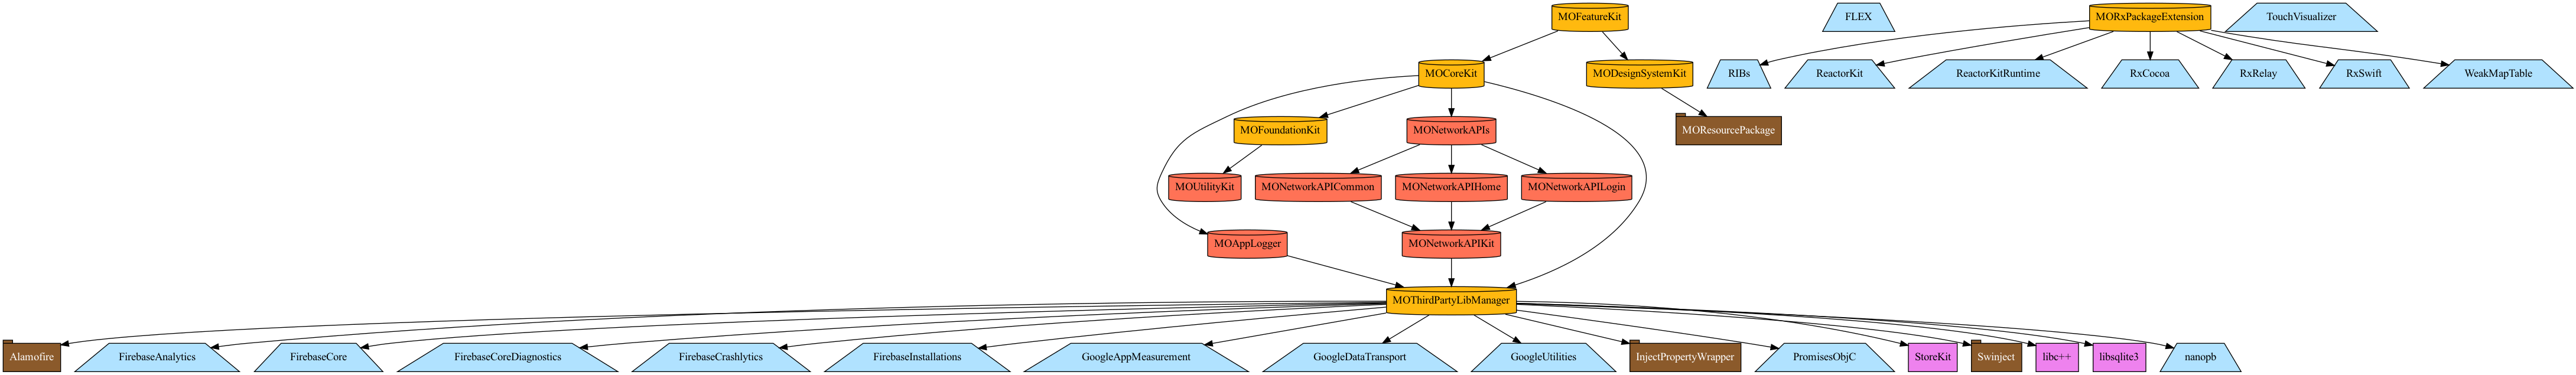 MOFeatureKit
FLEX
MORxPackageExtension
TouchVisualizer
MOCoreKit
MODesignSystemKit
RIBs
ReactorKit
ReactorKitRuntime
RxCocoa
RxRelay
RxSwift
WeakMapTable
MOFoundationKit
MONetworkAPIs
MOResourcePackage
MOUtilityKit
MONetworkAPICommon
MONetworkAPIHome
MONetworkAPILogin
MOAppLogger
MONetworkAPIKit
MOThirdPartyLibManager
Alamofire
FirebaseAnalytics
FirebaseCore
FirebaseCoreDiagnostics
FirebaseCrashlytics
FirebaseInstallations
GoogleAppMeasurement
GoogleDataTransport
GoogleUtilities
InjectPropertyWrapper
PromisesObjC
StoreKit
Swinject
libc++
libsqlite3
nanopb